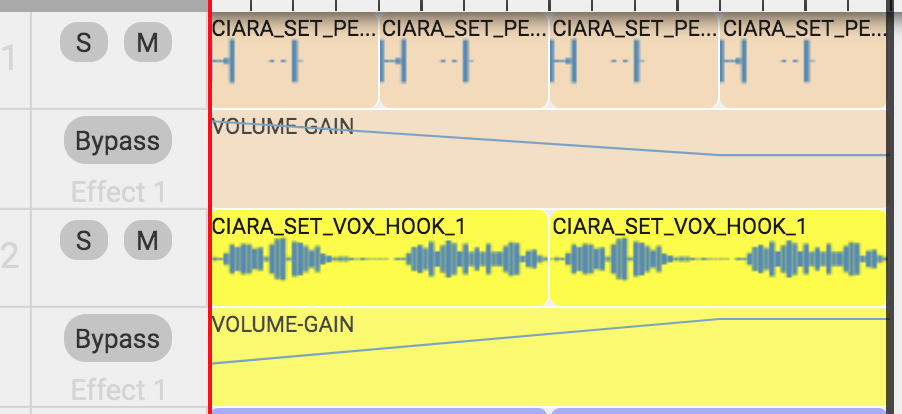 1
S M
CIARA_SET_PE... CIARA_SET_PE... CIARA_SET_PE... CIARA_SET_PE...
Bypass
Effect 1
VOLUME-GAIN
2
S M
CIARA_SET_VOX_HOOK_1 CIARA_SET_VOX_HOOK_1
Bypass
Effect 1
VOLUME-GAIN